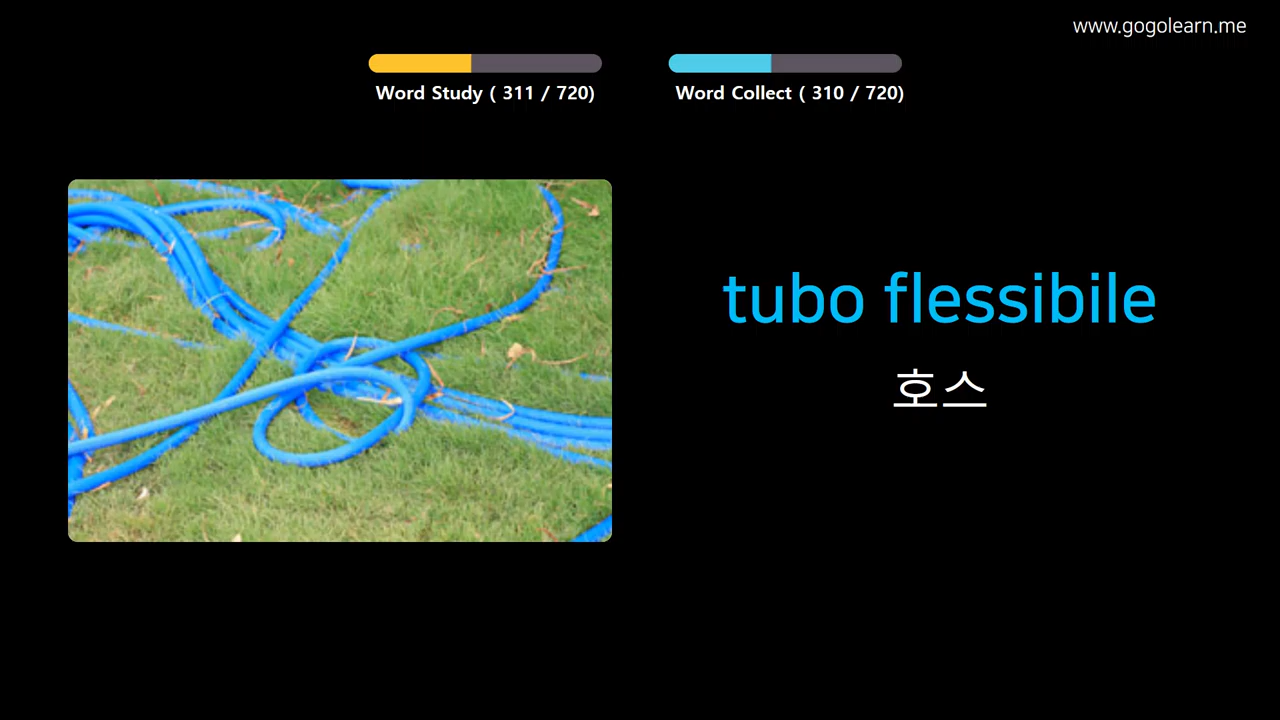 www.gogolearn.me
Word Study ( 311 / 720)
Word Collect ( 310 / 720)
tubo flessibile
호스